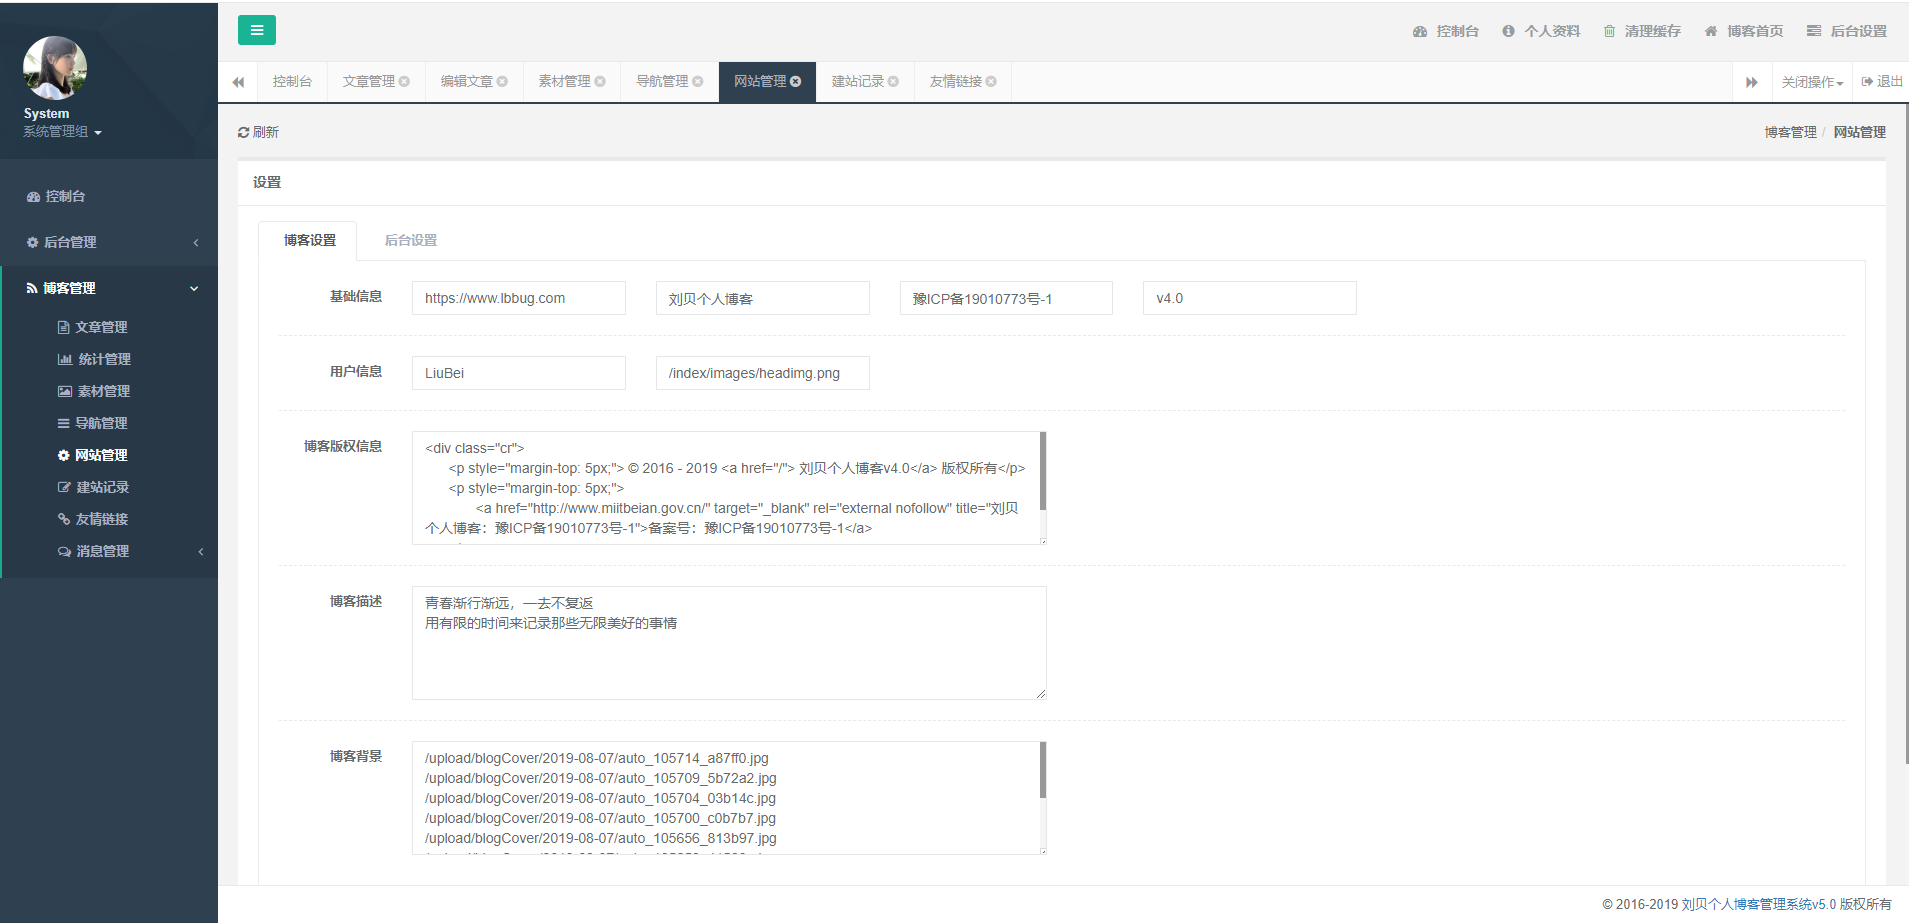 System
系统管理组
控制台
后台管理
博客管理
文章管理
统计管理
素材管理
导航管理
网站管理
建站记录
友情链接
消息管理
控制台 个人资料 清理缓存 博客首页 后台设置
控制台 文章管理 编辑文章 素材管理 导航管理 网站管理 建站记录 友情链接 关闭操作 退出
刷新 博客管理 / 网站管理
设置
博客设置 后台设置
基础信息 https://www.lbbug.com 刘贝个人博客 豫ICP备19010773号-1 v4.0
用户信息 LiuBei /index/images/headimg.png
博客版权信息
<div class="cr">
<p style="margin-top: 5px;"> © 2016 - 2019 <a href="/"> 刘贝个人博客v4.0</a> 版权所有</p>
<p style="margin-top: 5px;">
<a href="http://www.miitbeian.gov.cn/" target="_blank" rel="external nofollow" title="刘贝
个人博客：豫ICP备19010773号-1">备案号：豫ICP备19010773号-1</a>
博客描述
青春渐行渐远，一去不复返
用有限的时间来记录那些无限美好的事情
博客背景
/upload/blogCover/2019-08-07/auto_105714_a87ff0.jpg
/upload/blogCover/2019-08-07/auto_105709_5b72a2.jpg
/upload/blogCover/2019-08-07/auto_105704_03b14c.jpg
/upload/blogCover/2019-08-07/auto_105700_c0b7b7.jpg
/upload/blogCover/2019-08-07/auto_105656_813b97.jpg
© 2016-2019 刘贝个人博客管理系统v5.0 版权所有